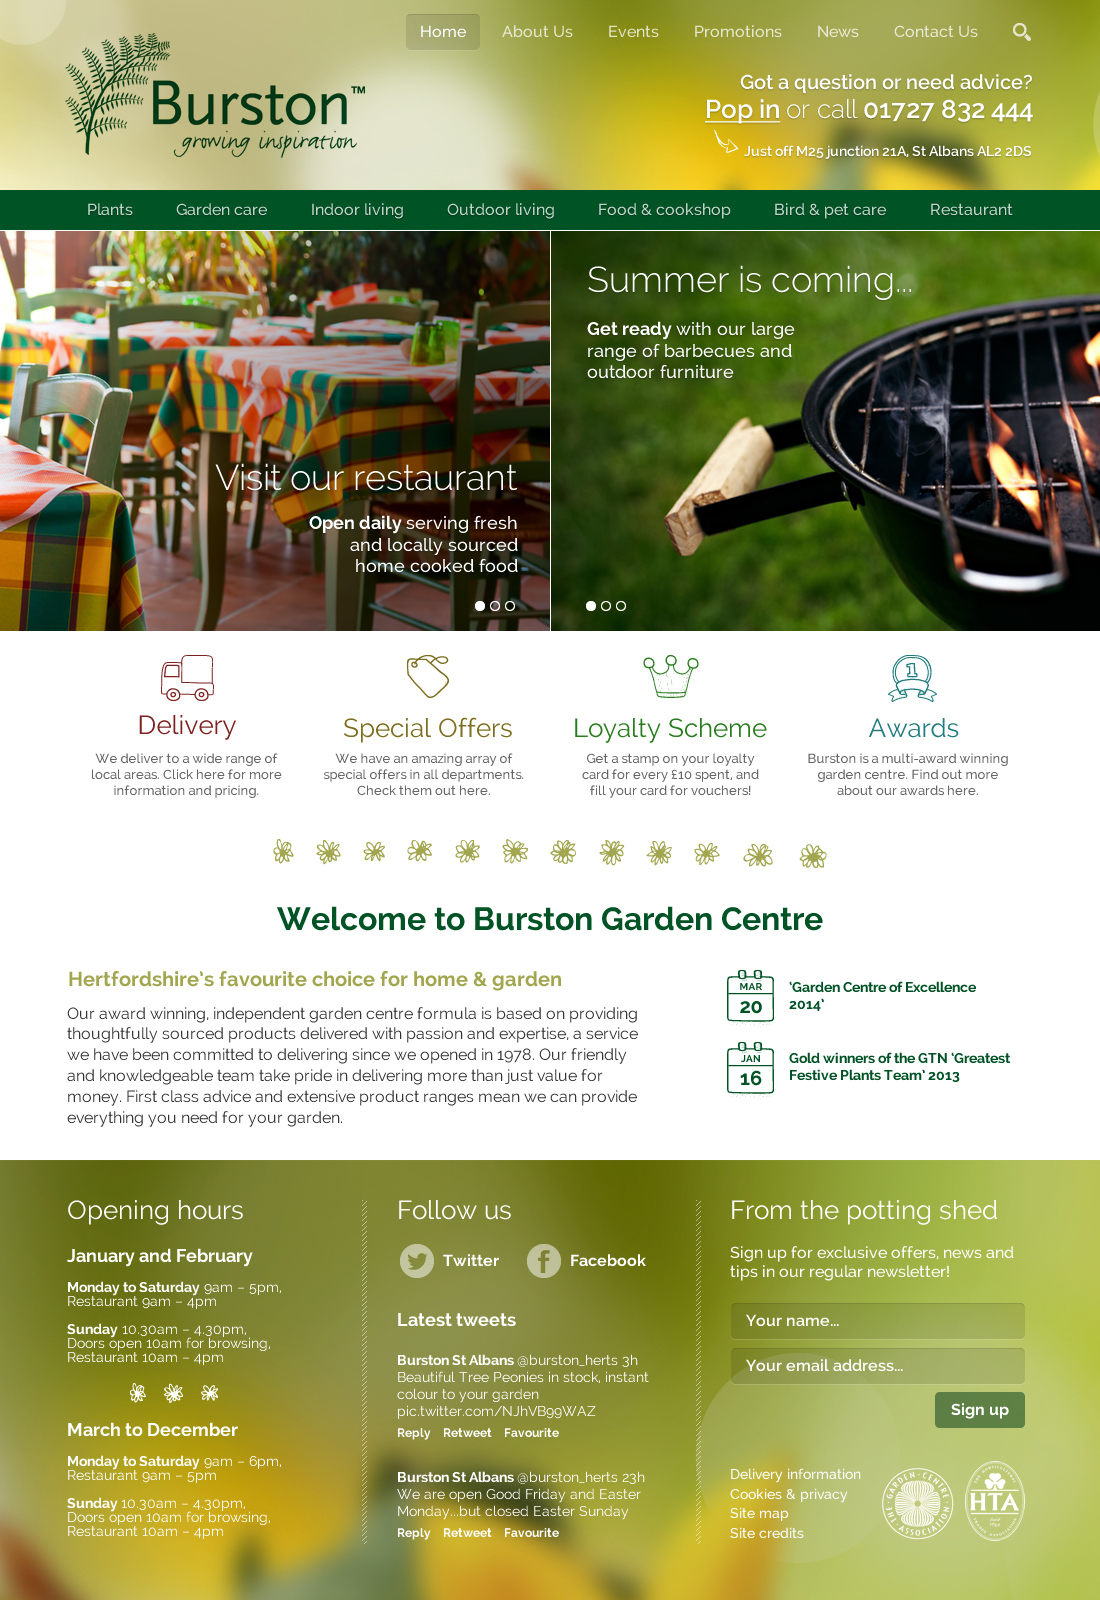 Home About Us Events Promotions News Contact Us
Burston™
growing inspiration
Got a question or need advice?
Pop in or call 01727 832 444
Just off M25 junction 21A, St Albans AL2 2DS
Plants Garden care Indoor living Outdoor living Food & cookshop Bird & pet care Restaurant
Visit our restaurant
Open daily serving fresh
and locally sourced
home cooked food
Summer is coming...
Get ready with our large
range of barbecues and
outdoor furniture
Delivery
We deliver to a wide range of
local areas. Click here for more
information and pricing.
Special Offers
We have an amazing array of
special offers in all departments.
Check them out here.
Loyalty Scheme
Get a stamp on your loyalty
card for every £10 spent, and
fill your card for vouchers!
1
Awards
Burston is a multi-award winning
garden centre. Find out more
about our awards here.
Welcome to Burston Garden Centre
Hertfordshire's favourite choice for home & garden
Our award winning, independent garden centre formula is based on providing
thoughtfully sourced products delivered with passion and expertise, a service
we have been committed to delivering since we opened in 1978. Our friendly
and knowledgeable team take pride in delivering more than just value for
money. First class advice and extensive product ranges mean we can provide
everything you need for your garden.
MAR
20
'Garden Centre of Excellence
2014'
JAN
16
Gold winners of the GTN 'Greatest
Festive Plants Team' 2013
Opening hours
January and February
Monday to Saturday 9am – 5pm,
Restaurant 9am – 4pm
Sunday 10.30am – 4.30pm,
Doors open 10am for browsing,
Restaurant 10am – 4pm
March to December
Monday to Saturday 9am – 6pm,
Restaurant 9am – 5pm
Sunday 10.30am – 4.30pm,
Doors open 10am for browsing,
Restaurant 10am – 4pm
Follow us
Twitter Facebook
Latest tweets
Burston St Albans @burston_herts 3h
Beautiful Tree Peonies in stock, instant
colour to your garden
pic.twitter.com/NJhVB99WAZ
Reply Retweet Favourite
Burston St Albans @burston_herts 23h
We are open Good Friday and Easter
Monday...but closed Easter Sunday
Reply Retweet Favourite
From the potting shed
Sign up for exclusive offers, news and
tips in our regular newsletter!
Your name...
Your email address...
Sign up
Delivery information
Cookies & privacy
Site map
Site credits
THE GARDEN CENTRE ASSOCIATION
HTA